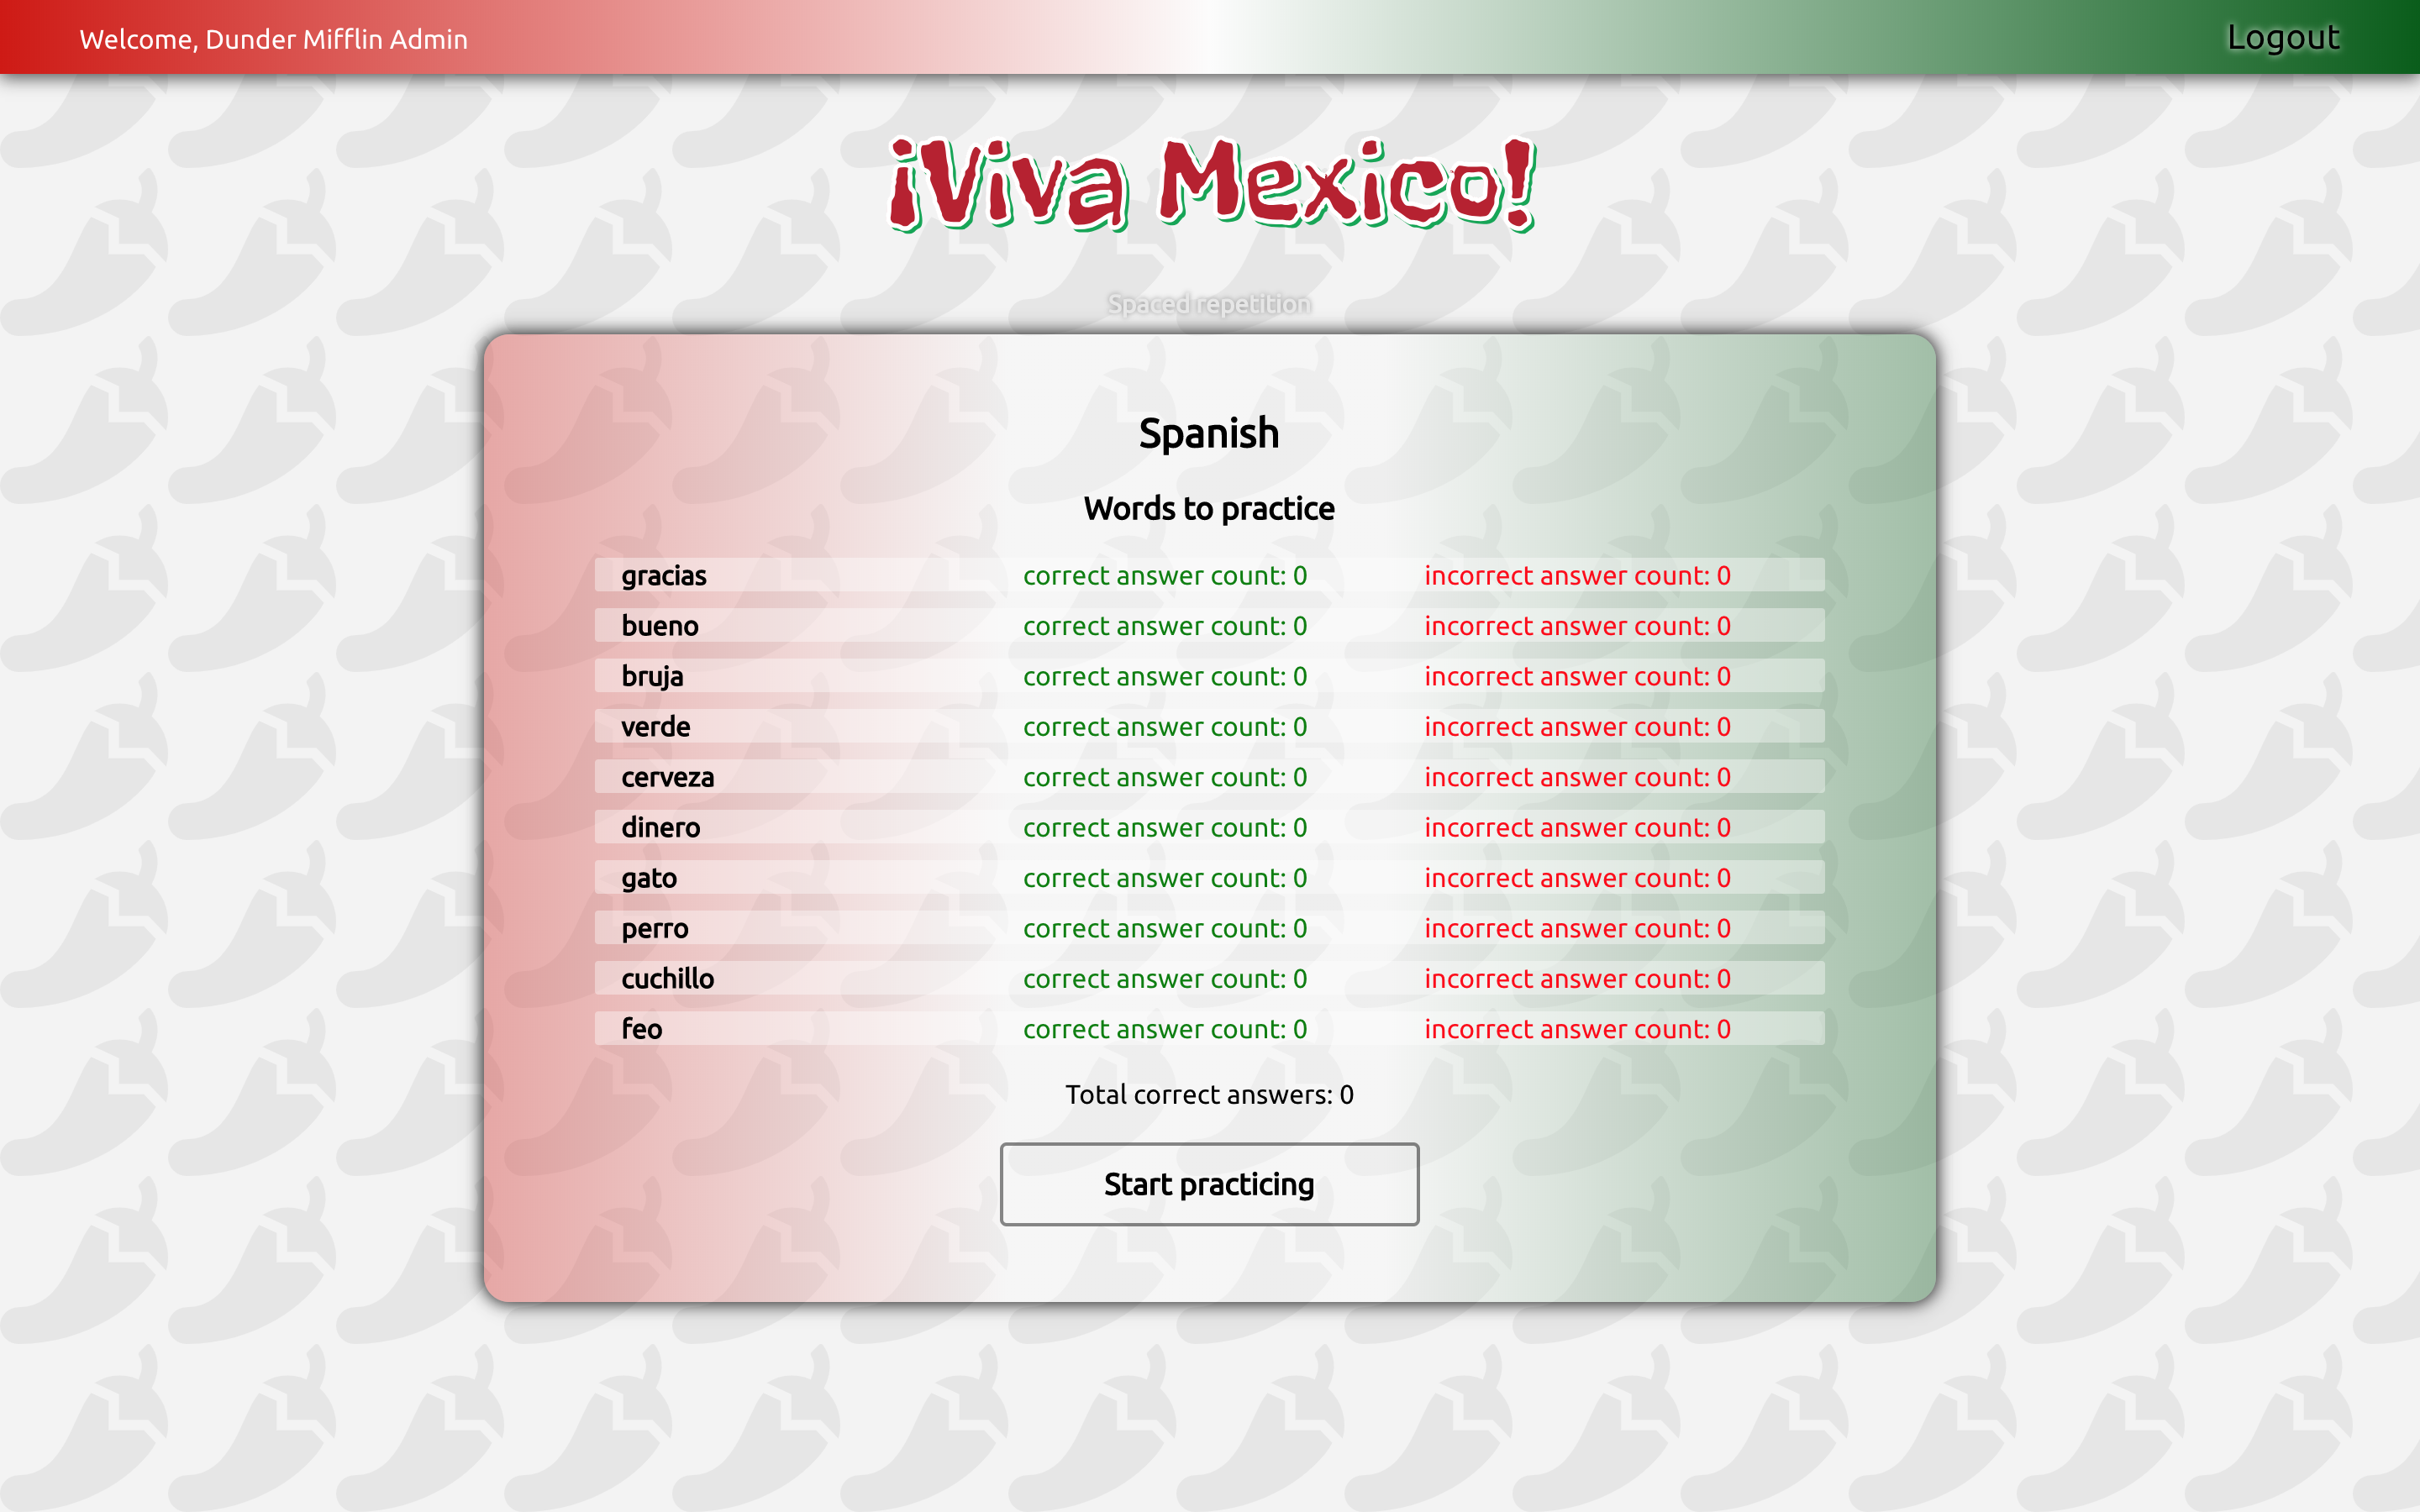 Welcome, Dunder Mifflin Admin
Logout
¡Viva Mexico!
Spaced repetition
Spanish
Words to practice
gracias correct answer count: 0 incorrect answer count: 0
bueno correct answer count: 0 incorrect answer count: 0
bruja correct answer count: 0 incorrect answer count: 0
verde correct answer count: 0 incorrect answer count: 0
cerveza correct answer count: 0 incorrect answer count: 0
dinero correct answer count: 0 incorrect answer count: 0
gato correct answer count: 0 incorrect answer count: 0
perro correct answer count: 0 incorrect answer count: 0
cuchillo correct answer count: 0 incorrect answer count: 0
feo correct answer count: 0 incorrect answer count: 0
Total correct answers: 0
Start practicing